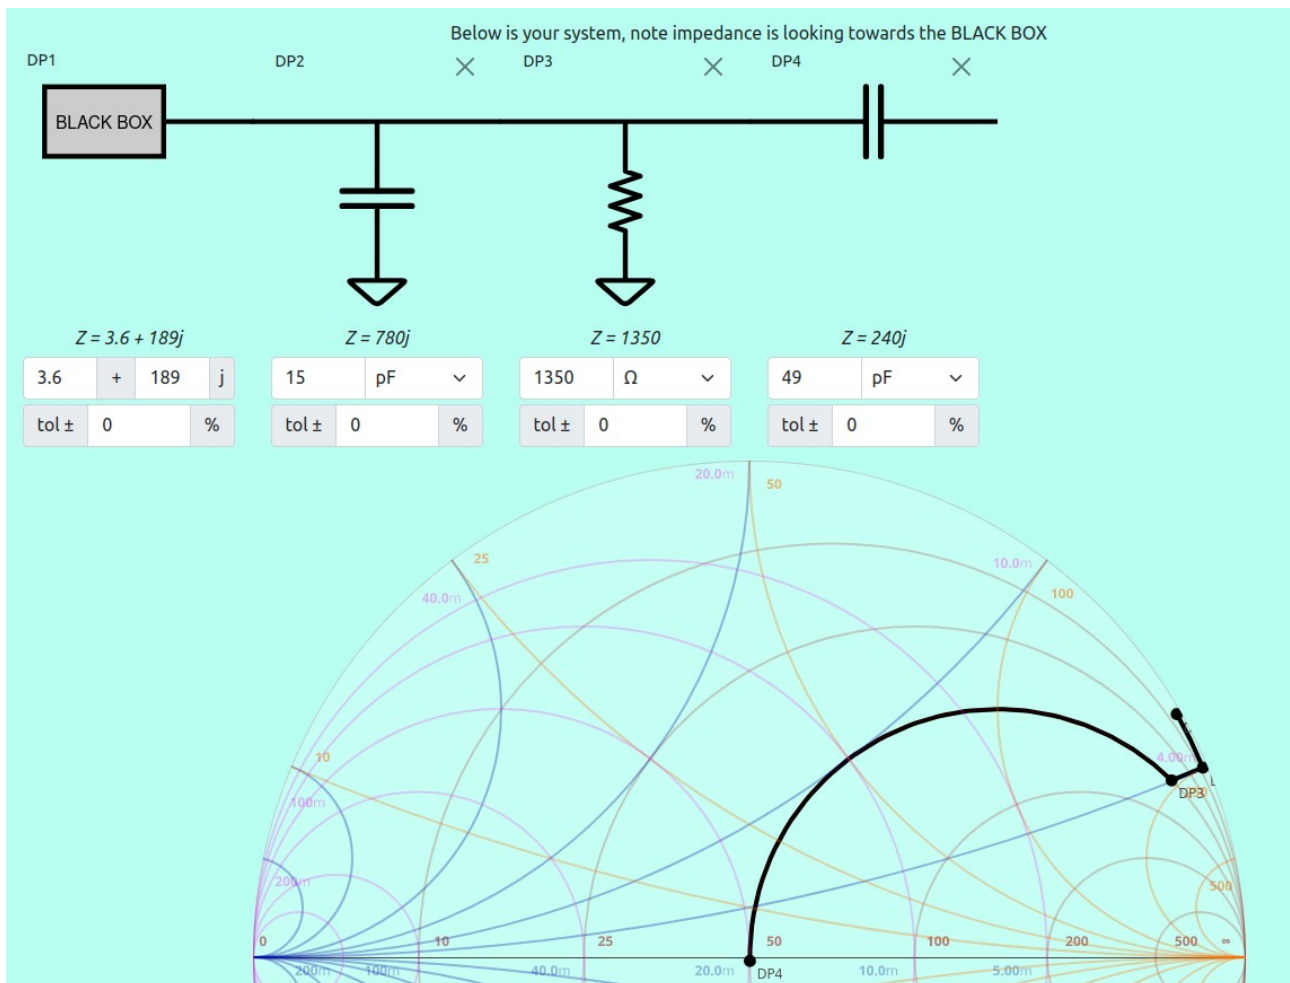 Below is your system, note impedance is looking towards the BLACK BOX
DP1 DP2 DP3 DP4
BLACK BOX
Z = 3.6 + 189j Z = 780j Z = 1350 Z = 240j
3.6 + 189 j 15 pF 1350 Ω 49 pF
tol ± 0 % tol ± 0 % tol ± 0 % tol ± 0 %
20.0m 50
25 10.0m
40.0m 100
10 4.00m
100m DP3
200m 500
0 10 25 50 100 200 500 ∞
200m 100m 40.0m 20.0m DP4 10.0m 5.00m